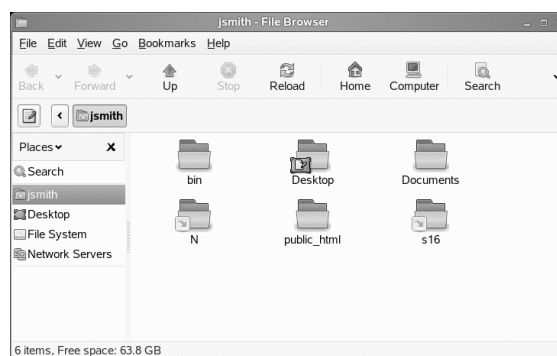 jsmith - File Browser
File Edit View Go Bookmarks Help
Back Forward Up Stop Reload Home Computer Search
jsmith
Places
Search
jsmith
Desktop
File System
Network Servers
bin Desktop Documents
N public_html s16
6 items, Free space: 63.8 GB